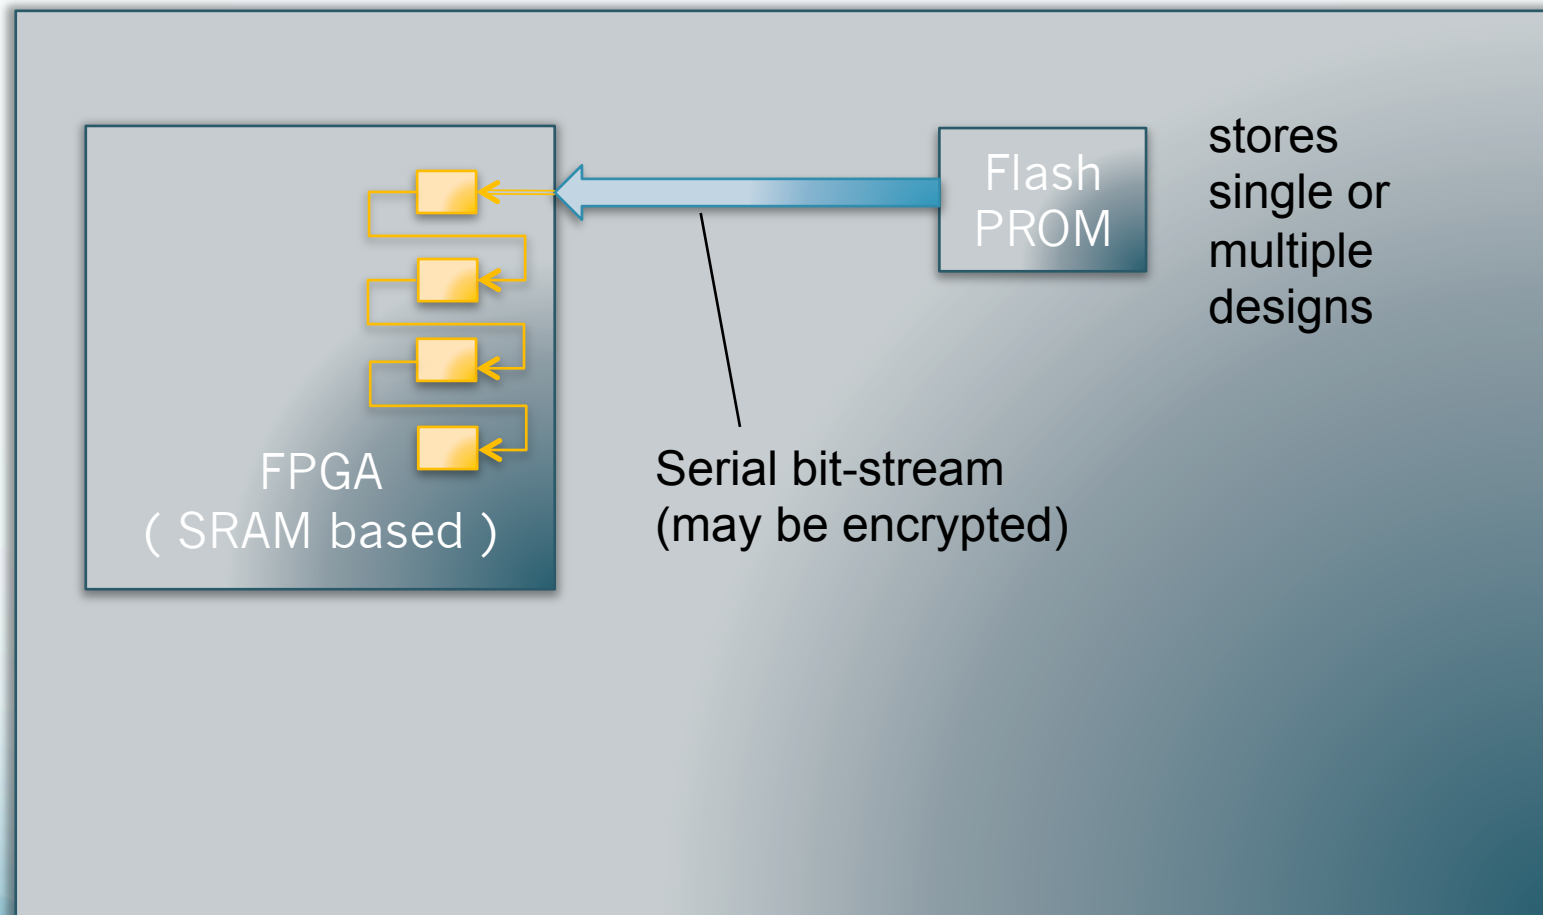 Flash
PROM
stores
single or
multiple
designs
FPGA
( SRAM based )
Serial bit-stream
(may be encrypted)